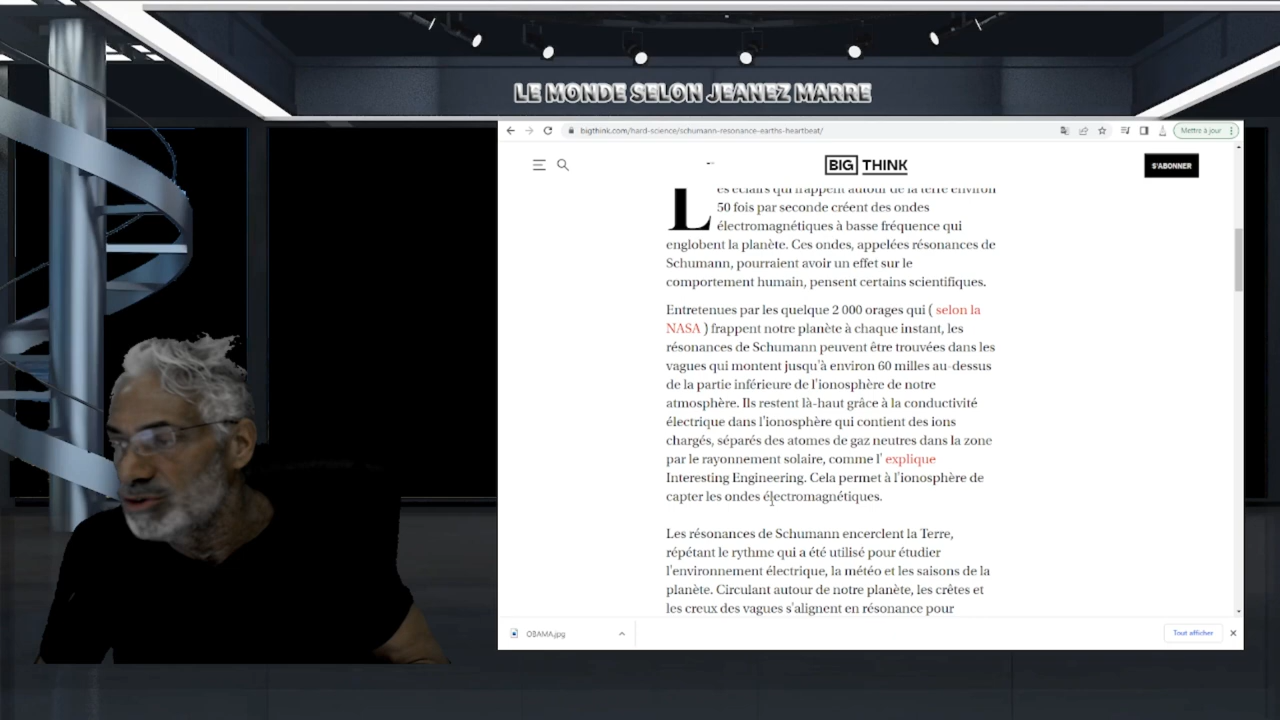 LE MONDE SELON JEANEZ MARRE
bigthink.com/hard-science/schumann-resonance-earths-heartbeat/
Mettre à jour
BIG THINK
S'ABONNER
Les éclairs qui frappent autour de la terre environ
50 fois par seconde créent des ondes
électromagnétiques à basse fréquence qui
englobent la planète. Ces ondes, appelées résonances de
Schumann, pourraient avoir un effet sur le
comportement humain, pensent certains scientifiques.
Entretenues par les quelque 2 000 orages qui ( selon la
NASA ) frappent notre planète à chaque instant, les
résonances de Schumann peuvent être trouvées dans les
vagues qui montent jusqu'à environ 60 milles au-dessus
de la partie inférieure de l'ionosphère de notre
atmosphère. Ils restent là-haut grâce à la conductivité
électrique dans l'ionosphère qui contient des ions
chargés, séparés des atomes de gaz neutres dans la zone
par le rayonnement solaire, comme l' explique
Interesting Engineering. Cela permet à l'ionosphère de
capter les ondes électromagnétiques.
Les résonances de Schumann encerclent la Terre,
répétant le rythme qui a été utilisé pour étudier
l'environnement électrique, la météo et les saisons de la
planète. Circulant autour de notre planète, les crêtes et
les creux des vagues s'alignent en résonance pour
OBAMA.jpg
Tout afficher